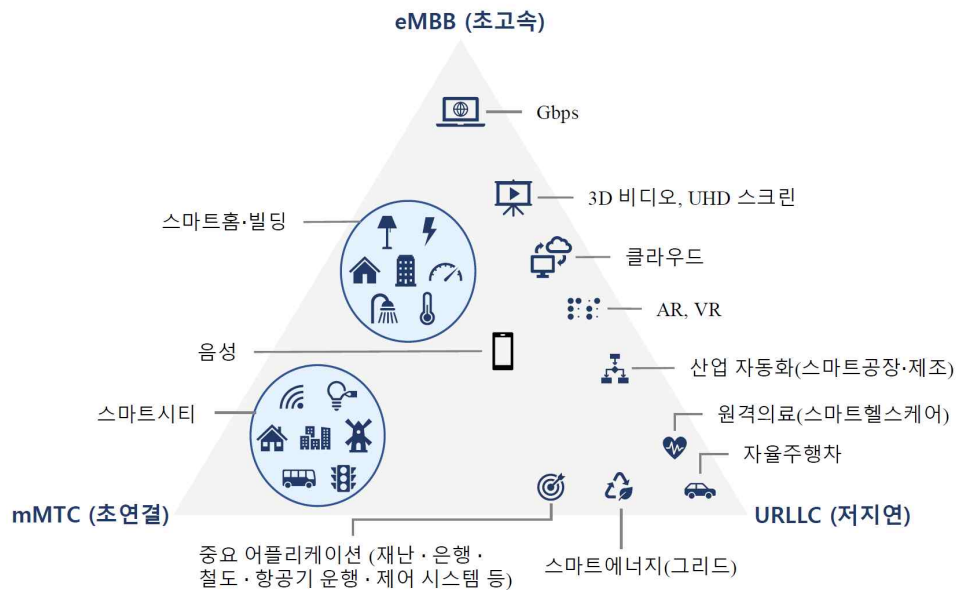 eMBB (초고속)
Gbps
3D 비디오, UHD 스크린
스마트홈·빌딩
클라우드
AR, VR
음성
산업 자동화(스마트공장·제조)
스마트시티
원격의료(스마트헬스케어)
자율주행차
mMTC (초연결)
URLLC (저지연)
중요 어플리케이션 (재난 · 은행 ·
철도 · 항공기 운행 · 제어 시스템 등)
스마트에너지(그리드)